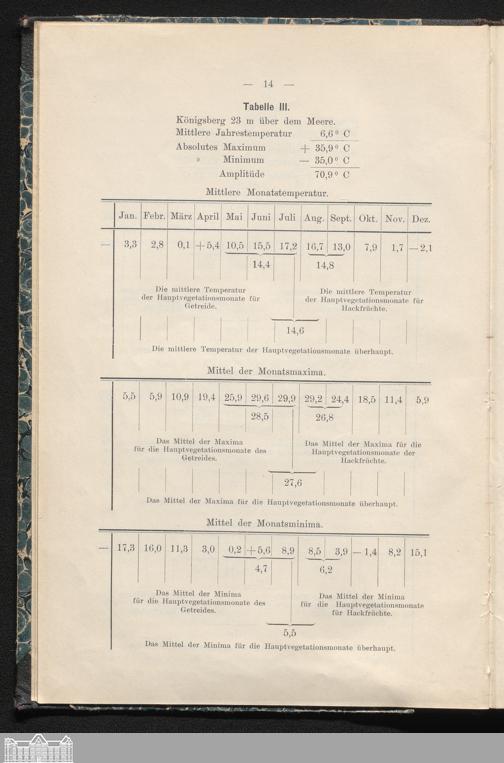 — 14 —
Tabelle III.
Königsberg 23 m über dem Meere.
Mittlere Jahrestemperatur 6,6° C
Absolutes Maximum + 35,9° C
» Minimum — 35,0° C
Amplitüde 70,9° C
Mittlere Monatstemperatur.
Jan. Febr. März April Mai Juni Juli Aug. Sept. Okt. Nov. Dez.
— 3,3 2,8 0,1 +5,4 10,5 15,5 17,2 16,7 13,0 7,9 1,7 —2,1
14,4 14,8
Die mittlere Temperatur
der Hauptvegetationsmonate für
Getreide.
Die mittlere Temperatur
der Hauptvegetationsmonate für
Hackfrüchte.
14,6
Die mittlere Temperatur der Hauptvegetationsmonate überhaupt.
Mittel der Monatsmaxima.
5,5 5,9 10,9 19,4 25,9 29,6 29,9 29,2 24,4 18,5 11,4 5,9
28,5 26,8
Das Mittel der Maxima
für die Hauptvegetationsmonate des
Getreides.
Das Mittel der Maxima für die
Hauptvegetationsmonate der
Hackfrüchte.
27,6
Das Mittel der Maxima für die Hauptvegetationsmonate überhaupt.
Mittel der Monatsminima.
— 17,3 16,0 11,3 3,0 0,2 +5,6 8,9 8,5 3,9 —1,4 8,2 15,1
4,7 6,2
Das Mittel der Minima
für die Hauptvegetationsmonate des
Getreides.
Das Mittel der Minima
für die Hauptvegetationsmonate
für Hackfrüchte.
5,5
Das Mittel der Minima für die Hauptvegetationsmonate überhaupt.